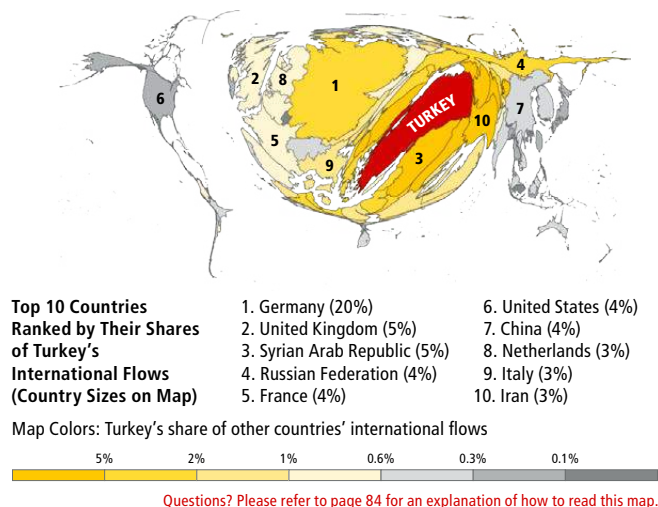 2
8
1
4
6
TURKEY
10
7
5
3
9
Top 10 Countries
Ranked by Their Shares
of Turkey's
International Flows
(Country Sizes on Map)
1. Germany (20%)
2. United Kingdom (5%)
3. Syrian Arab Republic (5%)
4. Russian Federation (4%)
5. France (4%)
6. United States (4%)
7. China (4%)
8. Netherlands (3%)
9. Italy (3%)
10. Iran (3%)
Map Colors: Turkey's share of other countries' international flows
5% 2% 1% 0.6% 0.3% 0.1%
Questions? Please refer to page 84 for an explanation of how to read this map.